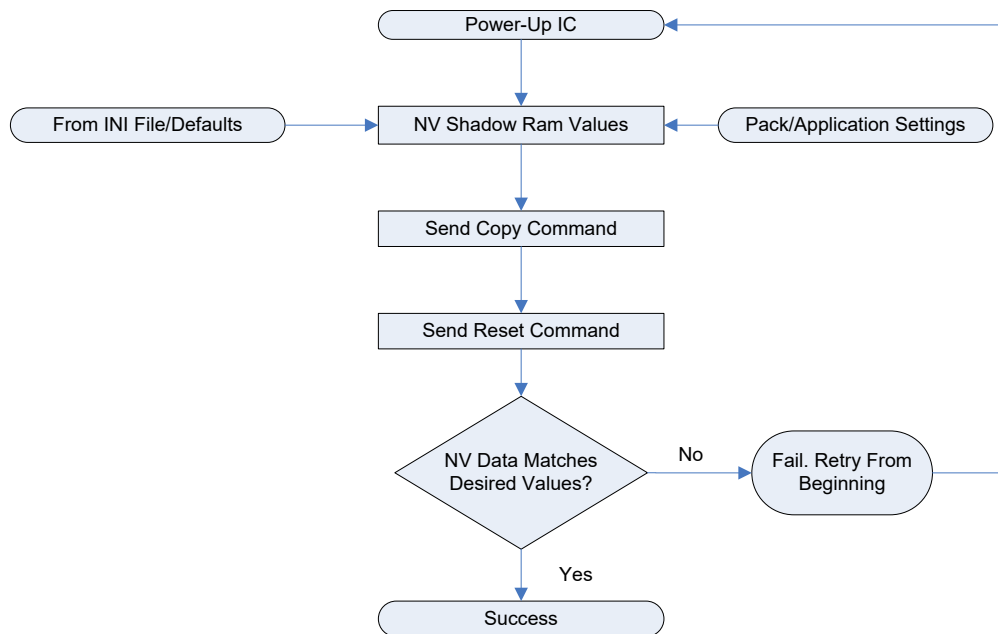 Power-Up IC
From INI File/Defaults
NV Shadow Ram Values
Pack/Application Settings
Send Copy Command
Send Reset Command
NV Data Matches
Desired Values?
No
Fail. Retry From
Beginning
Yes
Success